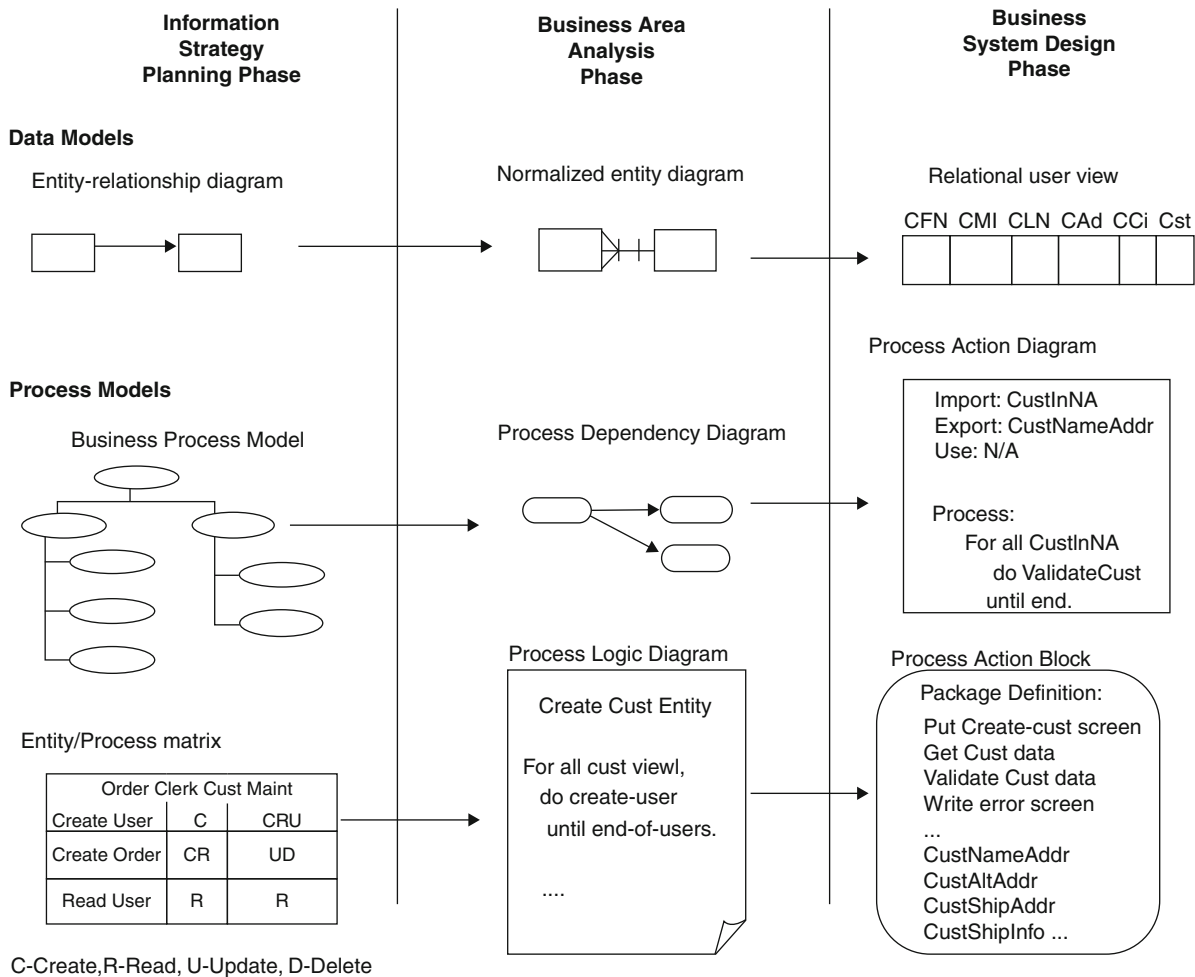 Information
Strategy
Planning Phase
Business Area
Analysis
Phase
Business
System Design
Phase
Data Models
Entity-relationship diagram
Normalized entity diagram
Relational user view
CFN CMI CLN CAd CCi Cst
Process Models
Business Process Model
Process Dependency Diagram
Process Action Diagram
Import: CustInNA
Export: CustNameAddr
Use: N/A
Process:
For all CustInNA
do ValidateCust
until end.
Entity/Process matrix
Order Clerk Cust Maint
Create User C CRU
Create Order CR UD
Read User R R
C-Create,R-Read, U-Update, D-Delete
Process Logic Diagram
Create Cust Entity
For all cust viewl,
do create-user
until end-of-users.
....
Process Action Block
Package Definition:
Put Create-cust screen
Get Cust data
Validate Cust data
Write error screen
...
CustNameAddr
CustAltAddr
CustShipAddr
CustShipInfo ...